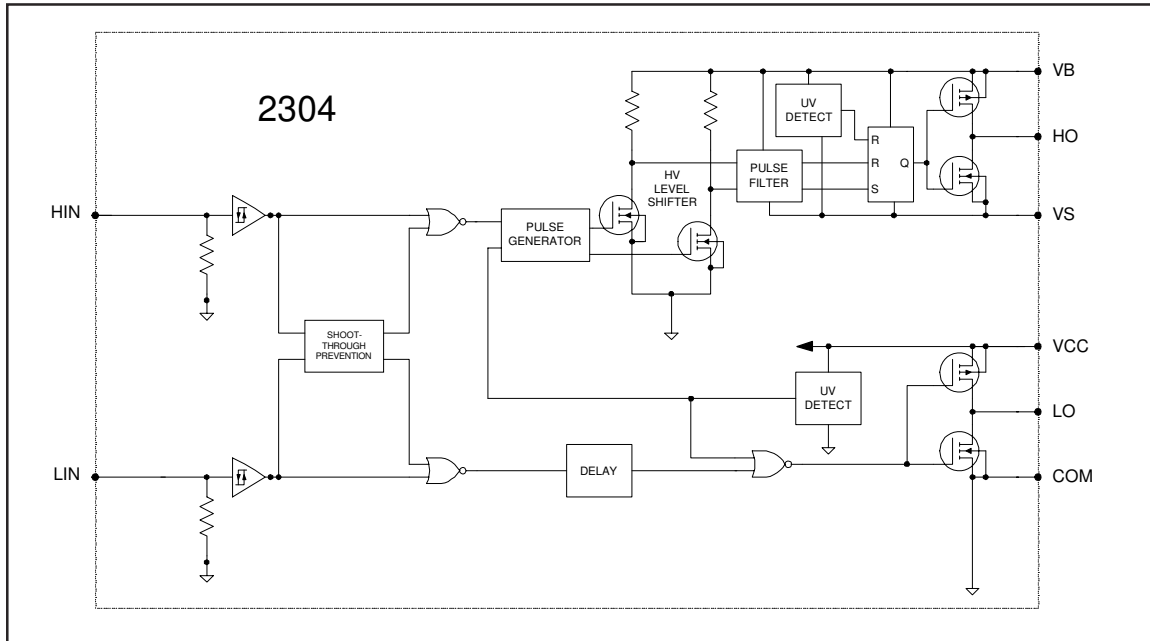 2304
VB
UV
DETECT
HO
R
R
Q
S
PULSE
FILTER
HV
LEVEL
SHIFTER
HIN
VS
PULSE
GENERATOR
SHOOT-
THROUGH
PREVENTION
VCC
UV
DETECT
LO
LIN
DELAY
COM